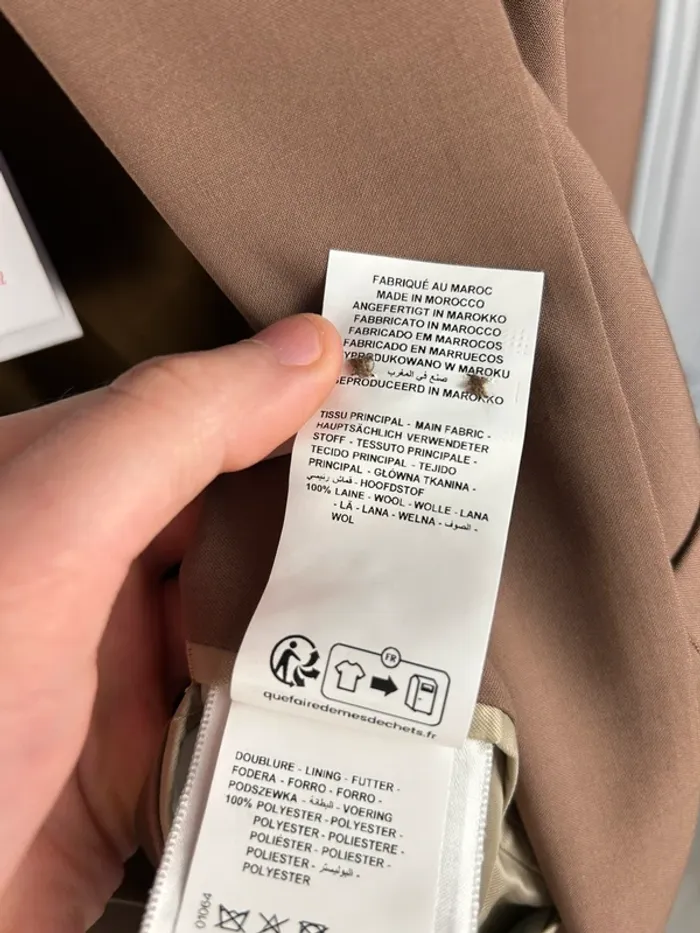 FABRIQUÉ AU MAROC
MADE IN MOROCCO
ANGEFERTIGT IN MAROKKO
FABBRICATO IN MAROCCO
FABRICADO EM MARROCOS
FABRICADO EN MARRUECOS
WYPRODUKOWANO W MAROKU
صنع في المغرب
GEPRODUCEERD IN MAROKKO
TISSU PRINCIPAL - MAIN FABRIC -
HAUPTSÄCHLICH VERWENDETER
STOFF - TESSUTO PRINCIPALE -
TECIDO PRINCIPAL - TEJIDO
PRINCIPAL - GŁÓWNA TKANINA -
قماش رئيسي - HOOFDSTOF
100% LAINE - WOOL - WOLLE - LANA
- LÃ - LANA - WELNA - الصوف -
WOL
FR
quefairedemesdechets.fr
DOUBLURE - LINING - FUTTER -
FODERA - FORRO - FORRO -
PODSZEWKA - البطانة - VOERING
100% POLYESTER - POLYESTER -
POLYESTER - POLIESTERE -
POLIÉSTER - POLIESTER -
POLIESTER - البوليستر -
POLYESTER
01064
2